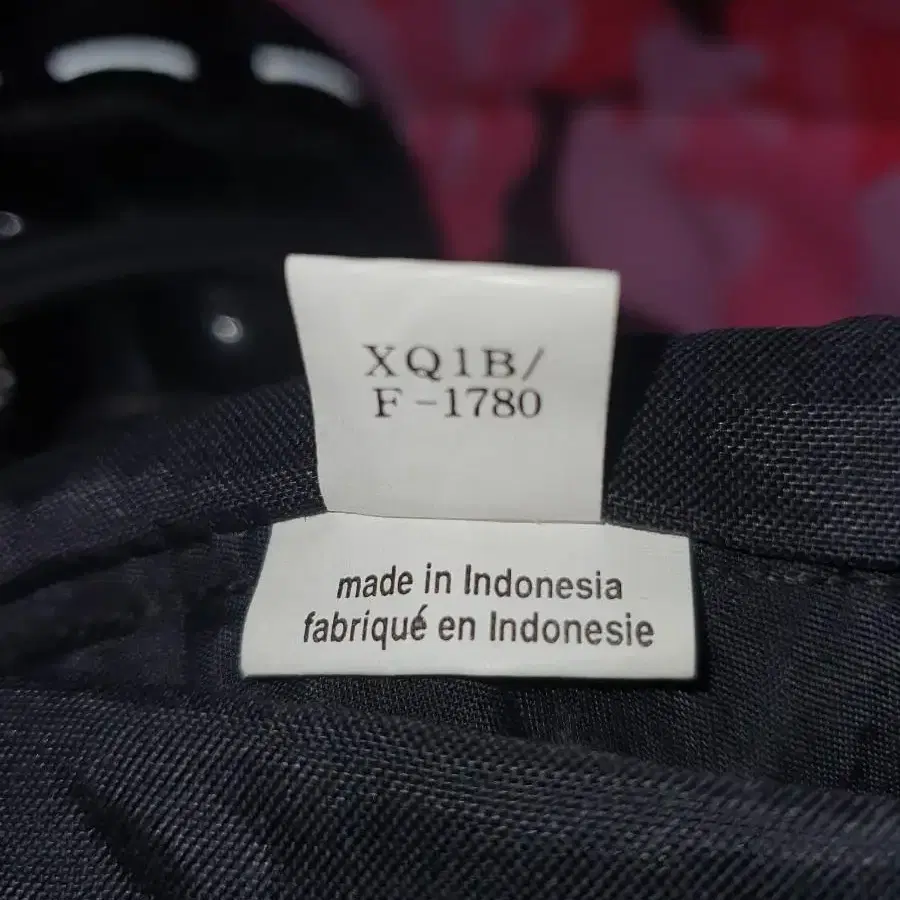 XQ1B/
F-1780
made in Indonesia
fabriqué en Indonesie